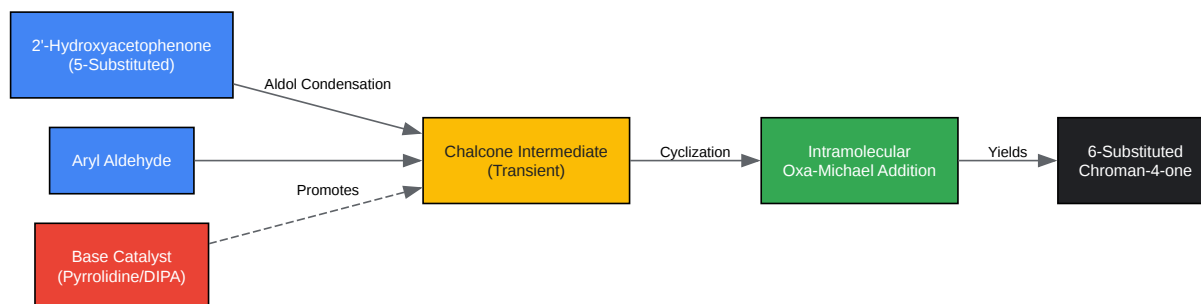 2'-Hydroxyacetophenone
(5-Substituted)
Aldol Condensation
Aryl Aldehyde
Promotes
Base Catalyst
(Pyrrolidine/DIPA)
Chalcone Intermediate
(Transient)
Cyclization
Intramolecular
Oxa-Michael Addition
Yields
6-Substituted
Chroman-4-one